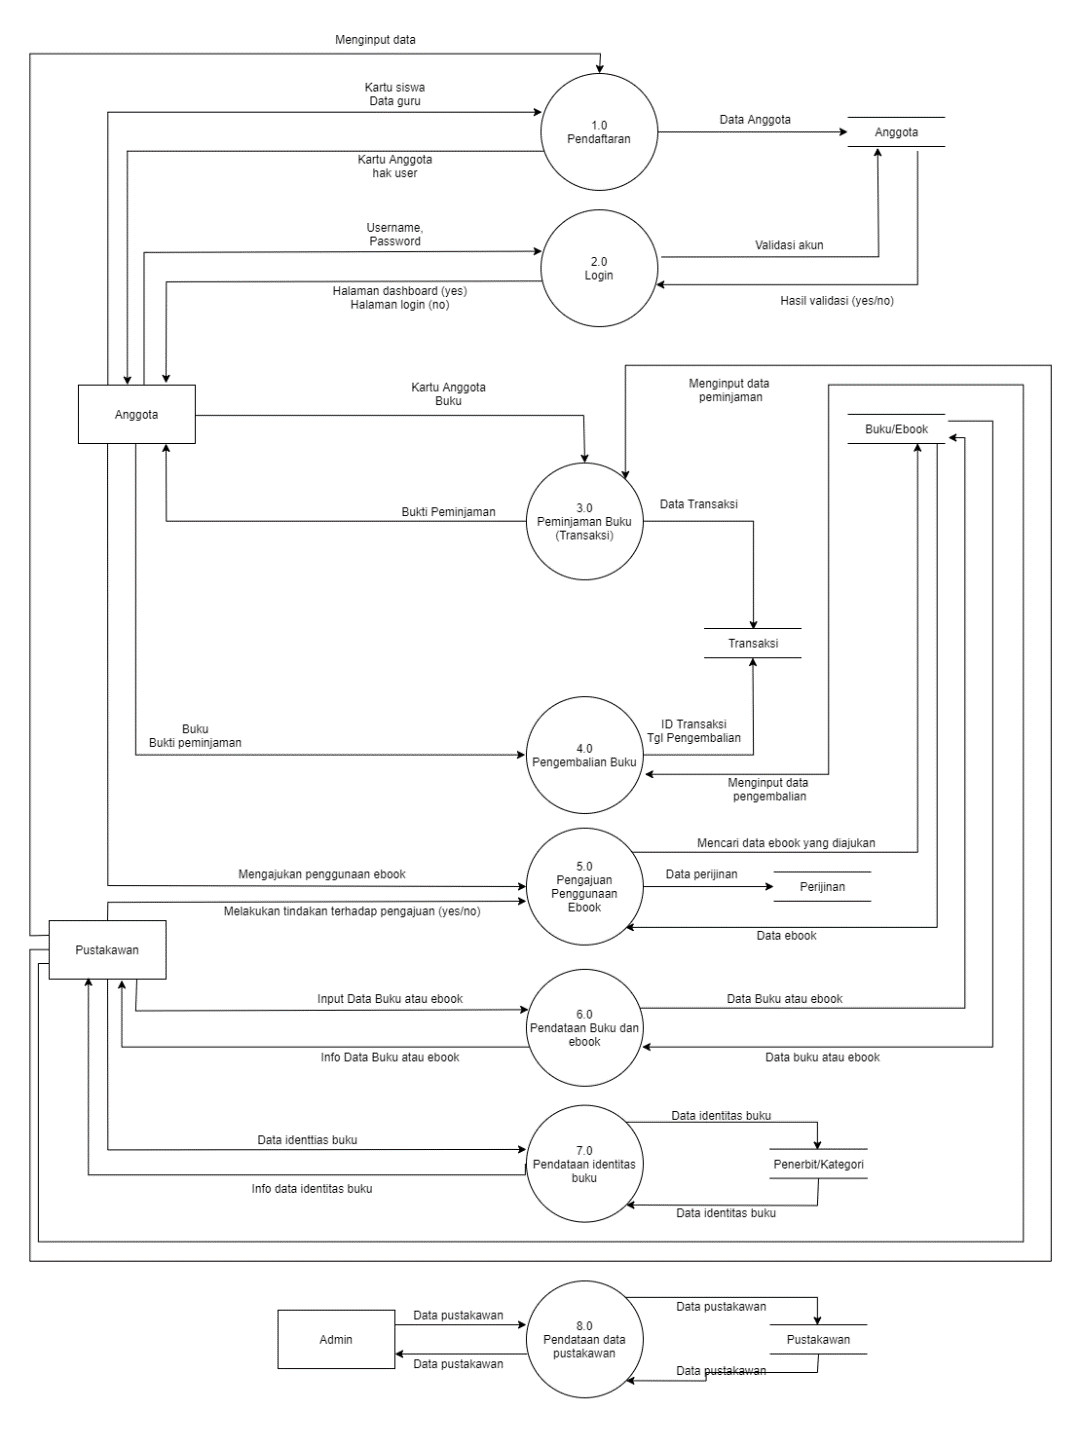 Menginput data
Kartu siswa
Data guru
1.0
Pendaftaran
Data Anggota
Anggota
Kartu Anggota
hak user
Username,
Password
2.0
Login
Validasi akun
Halaman dashboard (yes)
Halaman login (no)
Hasil validasi (yes/no)
Anggota
Kartu Anggota
Buku
Menginput data
peminjaman
Buku/Ebook
Bukti Peminjaman
3.0
Peminjaman Buku
(Transaksi)
Data Transaksi
Transaksi
Buku
Bukti peminjaman
4.0
Pengembalian Buku
ID Transaksi
Tgl Pengembalian
Menginput data
pengembalian
Mengajukan penggunaan ebook
5.0
Pengajuan
Penggunaan
Ebook
Mencari data ebook yang diajukan
Data perijinan
Perijinan
Melakukan tindakan terhadap pengajuan (yes/no)
Data ebook
Pustakawan
Input Data Buku atau ebook
6.0
Pendataan Buku dan
ebook
Data Buku atau ebook
Info Data Buku atau ebook
Data buku atau ebook
Data identtias buku
7.0
Pendataan identitas
buku
Data identitas buku
Penerbit/Kategori
Info data identitas buku
Data identitas buku
Admin
Data pustakawan
8.0
Pendataan data
pustakawan
Data pustakawan
Pustakawan
Data pustakawan
Data pustakawan